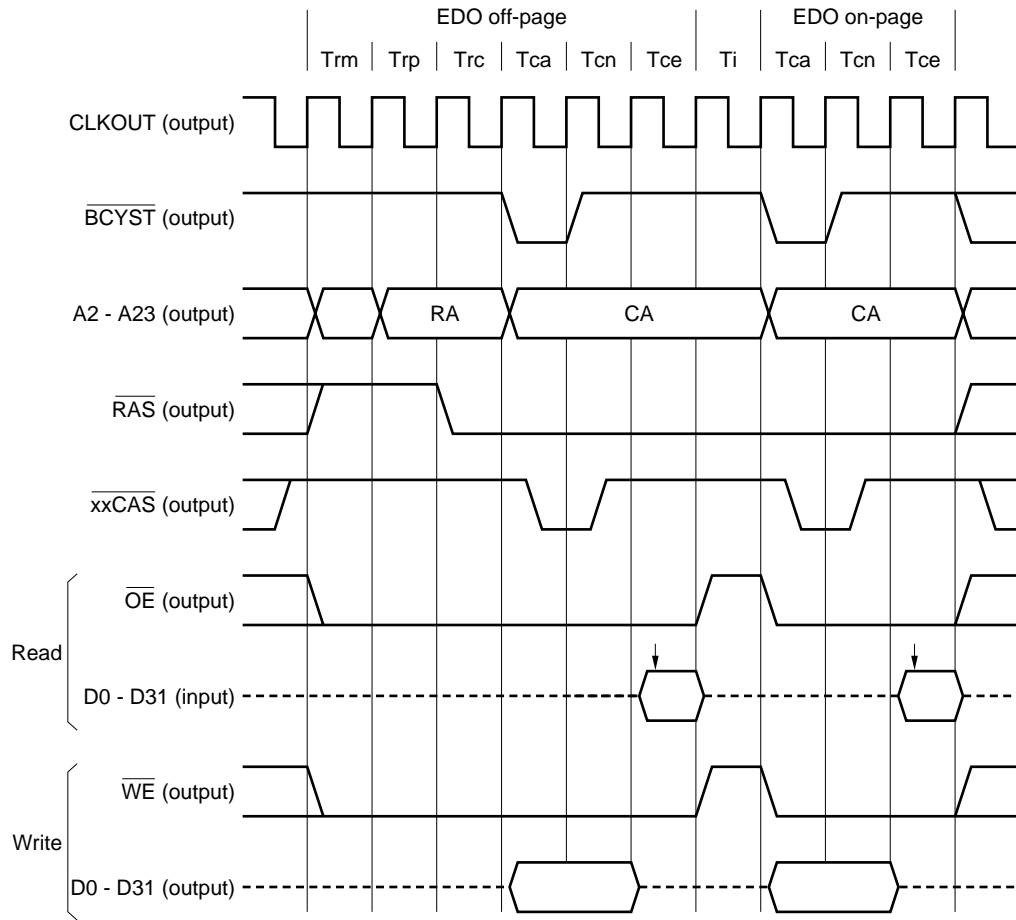 EDO off-page EDO on-page
Trm Trp Trc Tca Tcn Tce Ti Tca Tcn Tce
CLKOUT (output)
BCYST (output)
A2 - A23 (output) RA CA CA
RAS (output)
xxCAS (output)
OE (output)
Read
D0 - D31 (input)
WE (output)
Write
D0 - D31 (output)